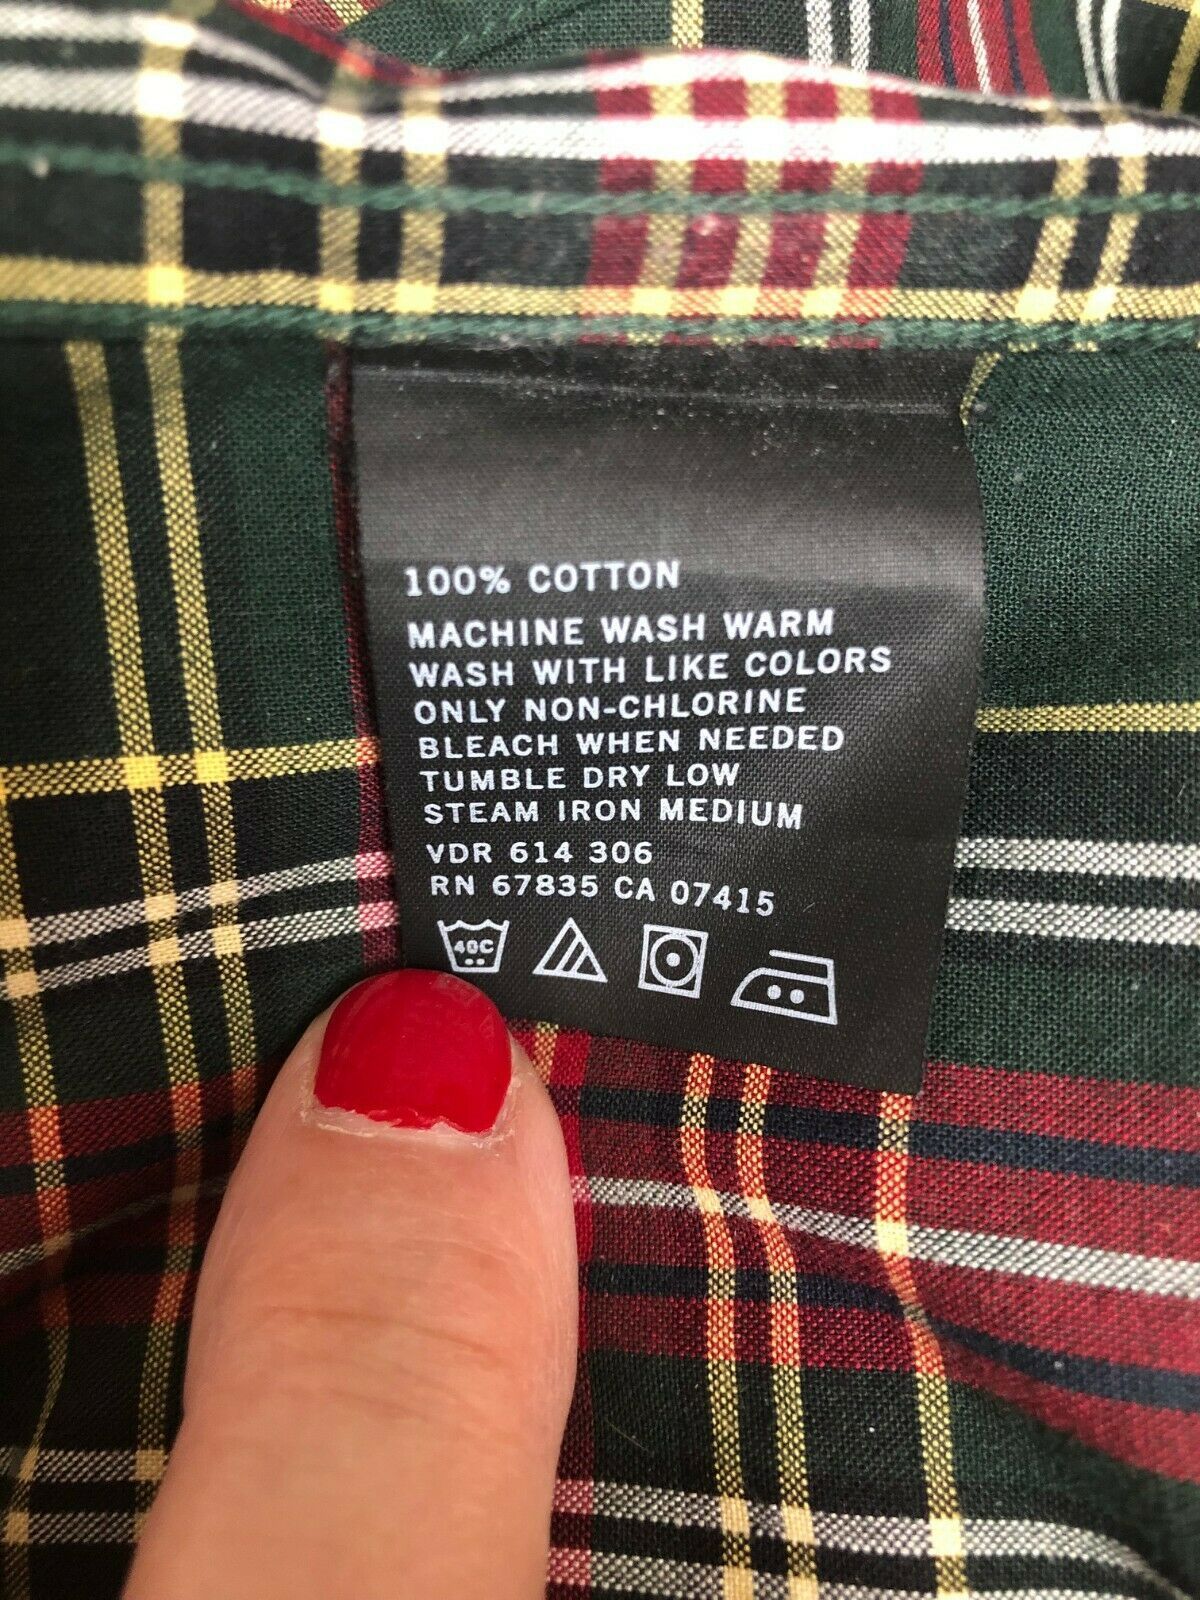 100% COTTON
MACHINE WASH WARM
WASH WITH LIKE COLORS
ONLY NON-CHLORINE
BLEACH WHEN NEEDED
TUMBLE DRY LOW
STEAM IRON MEDIUM
VDR 614 306
RN 67835 CA 07415
40C